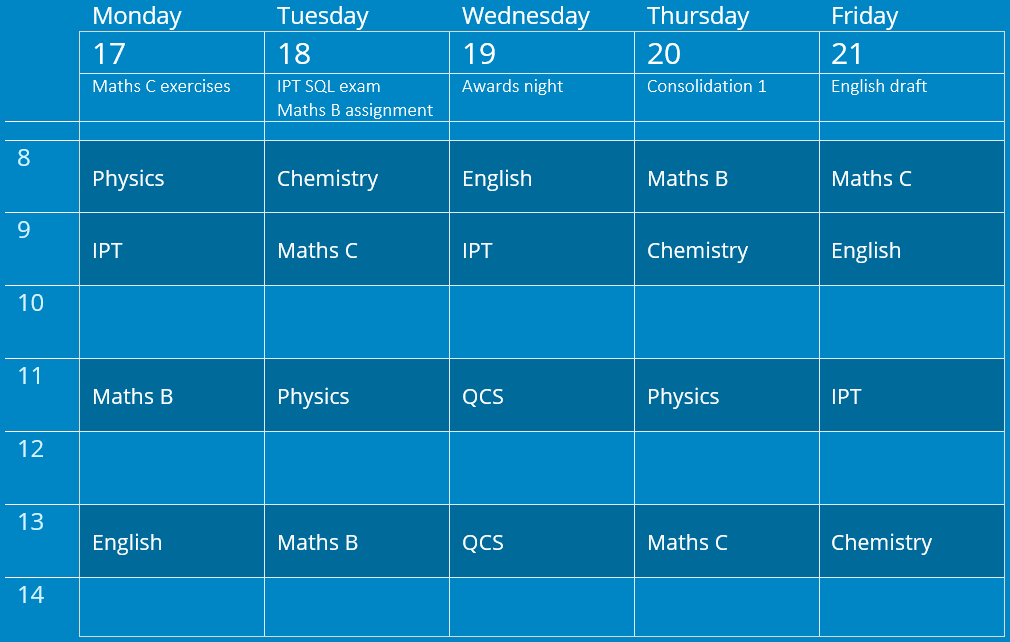 Monday Tuesday Wednesday Thursday Friday
17 18 19 20 21
Maths C exercises IPT SQL exam Awards night Consolidation 1 English draft
Maths B assignment
8
Physics Chemistry English Maths B Maths C
9
IPT Maths C IPT Chemistry English
10
11
Maths B Physics QCS Physics IPT
12
13
English Maths B QCS Maths C Chemistry
14